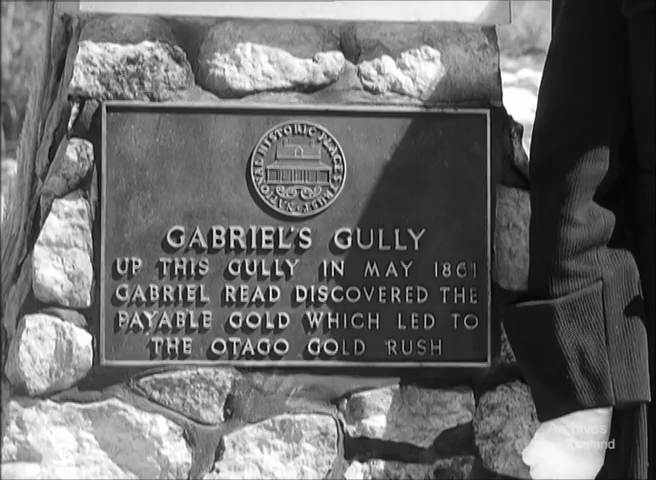 NATIONAL HISTORIC PLACES TRUST
GABRIEL'S GULLY
UP THIS GULLY IN MAY 1861
GABRIEL READ DISCOVERED THE
PAYABLE GOLD WHICH LED TO
THE OTAGO GOLD RUSH
Archives